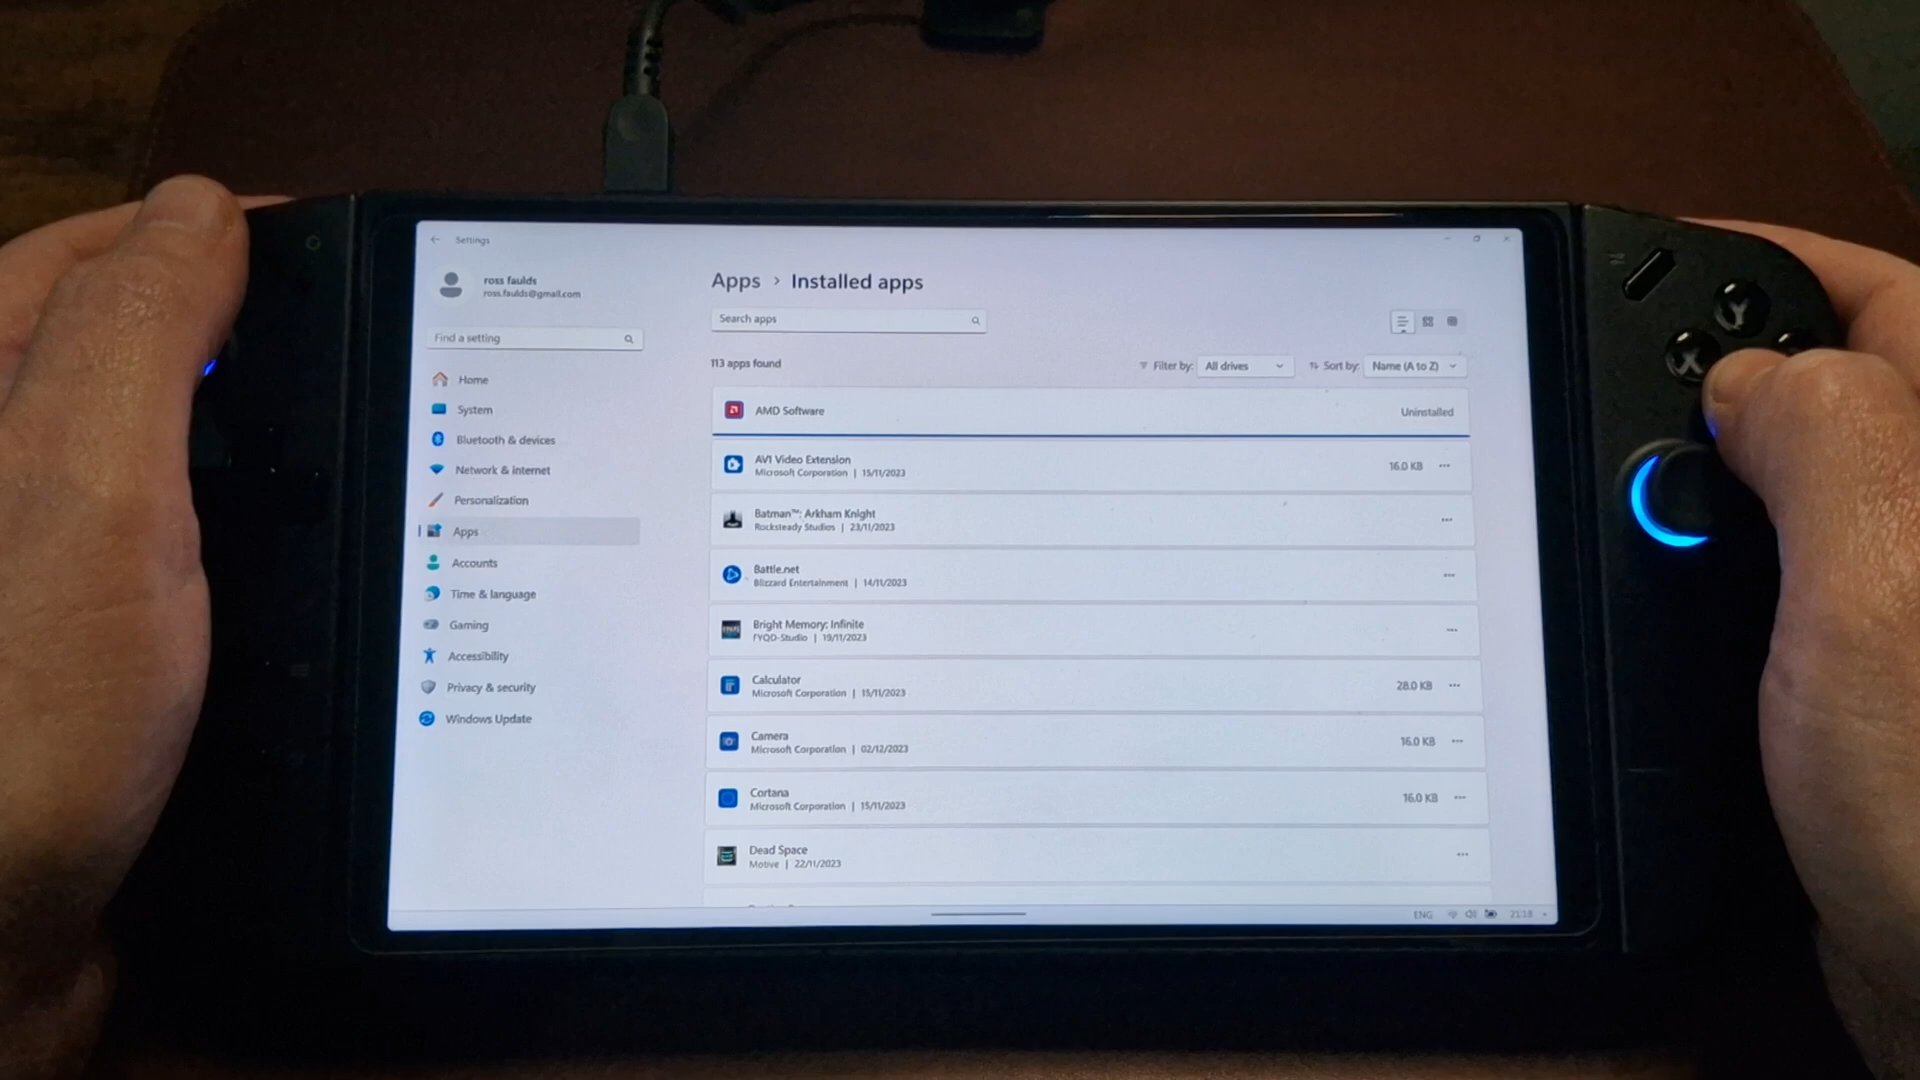 Settings
ross faulds
ross.faulds@gmail.com
Find a setting
Home
System
Bluetooth & devices
Network & internet
Personalization
Apps
Accounts
Time & language
Gaming
Accessibility
Privacy & security
Windows Update
Apps > Installed apps
Search apps
113 apps found
Filter by: All drives
Sort by: Name (A to Z)
AMD Software
Uninstalled
AV1 Video Extension
Microsoft Corporation | 15/11/2023
16.0 KB
Batman™: Arkham Knight
Rocksteady Studios | 23/11/2023
Battle.net
Blizzard Entertainment | 14/11/2023
Bright Memory: Infinite
FYQD-Studio | 19/11/2023
Calculator
Microsoft Corporation | 15/11/2023
28.0 KB
Camera
Microsoft Corporation | 02/12/2023
16.0 KB
Cortana
Microsoft Corporation | 15/11/2023
16.0 KB
Dead Space
Motive | 22/11/2023
ENG
21:18
Y
X